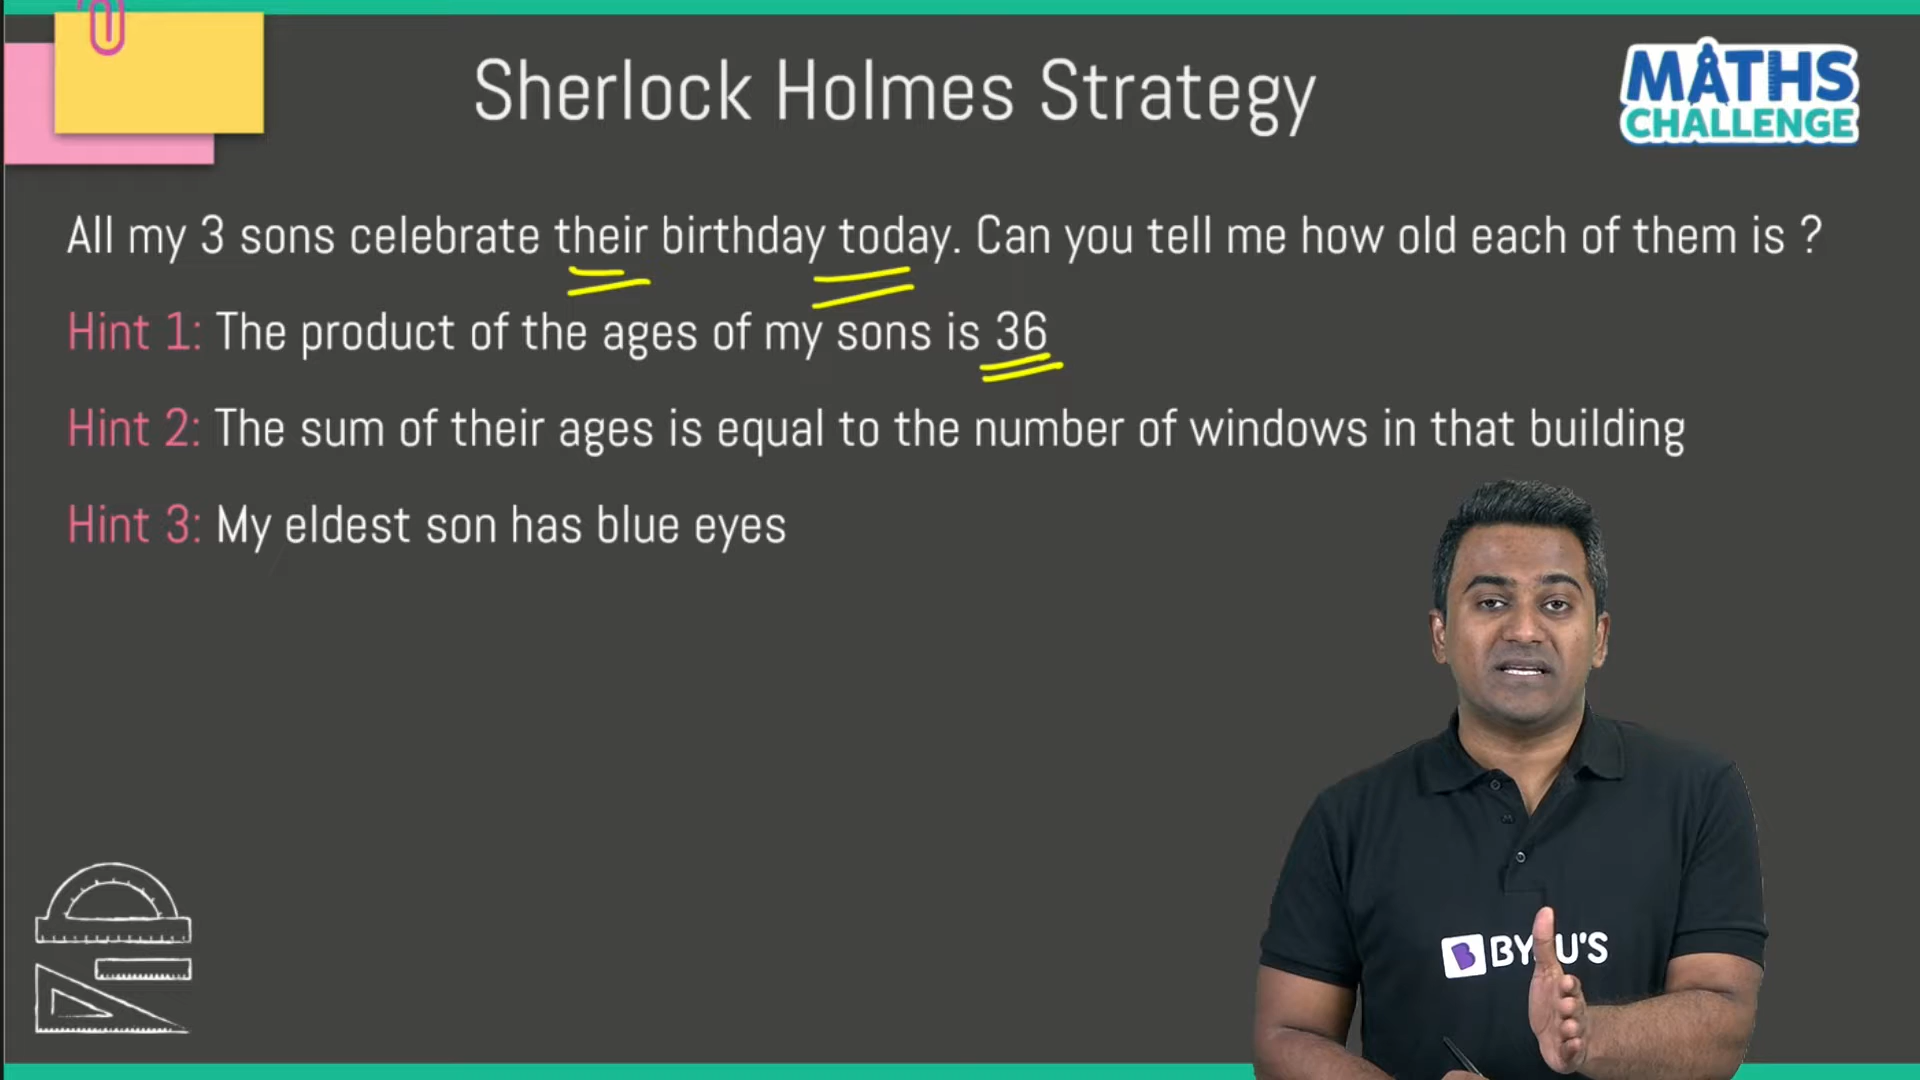 Sherlock Holmes Strategy
MATHS
CHALLENGE
All my 3 sons celebrate their birthday today. Can you tell me how old each of them is ?
Hint 1: The product of the ages of my sons is 36
Hint 2: The sum of their ages is equal to the number of windows in that building
Hint 3: My eldest son has blue eyes